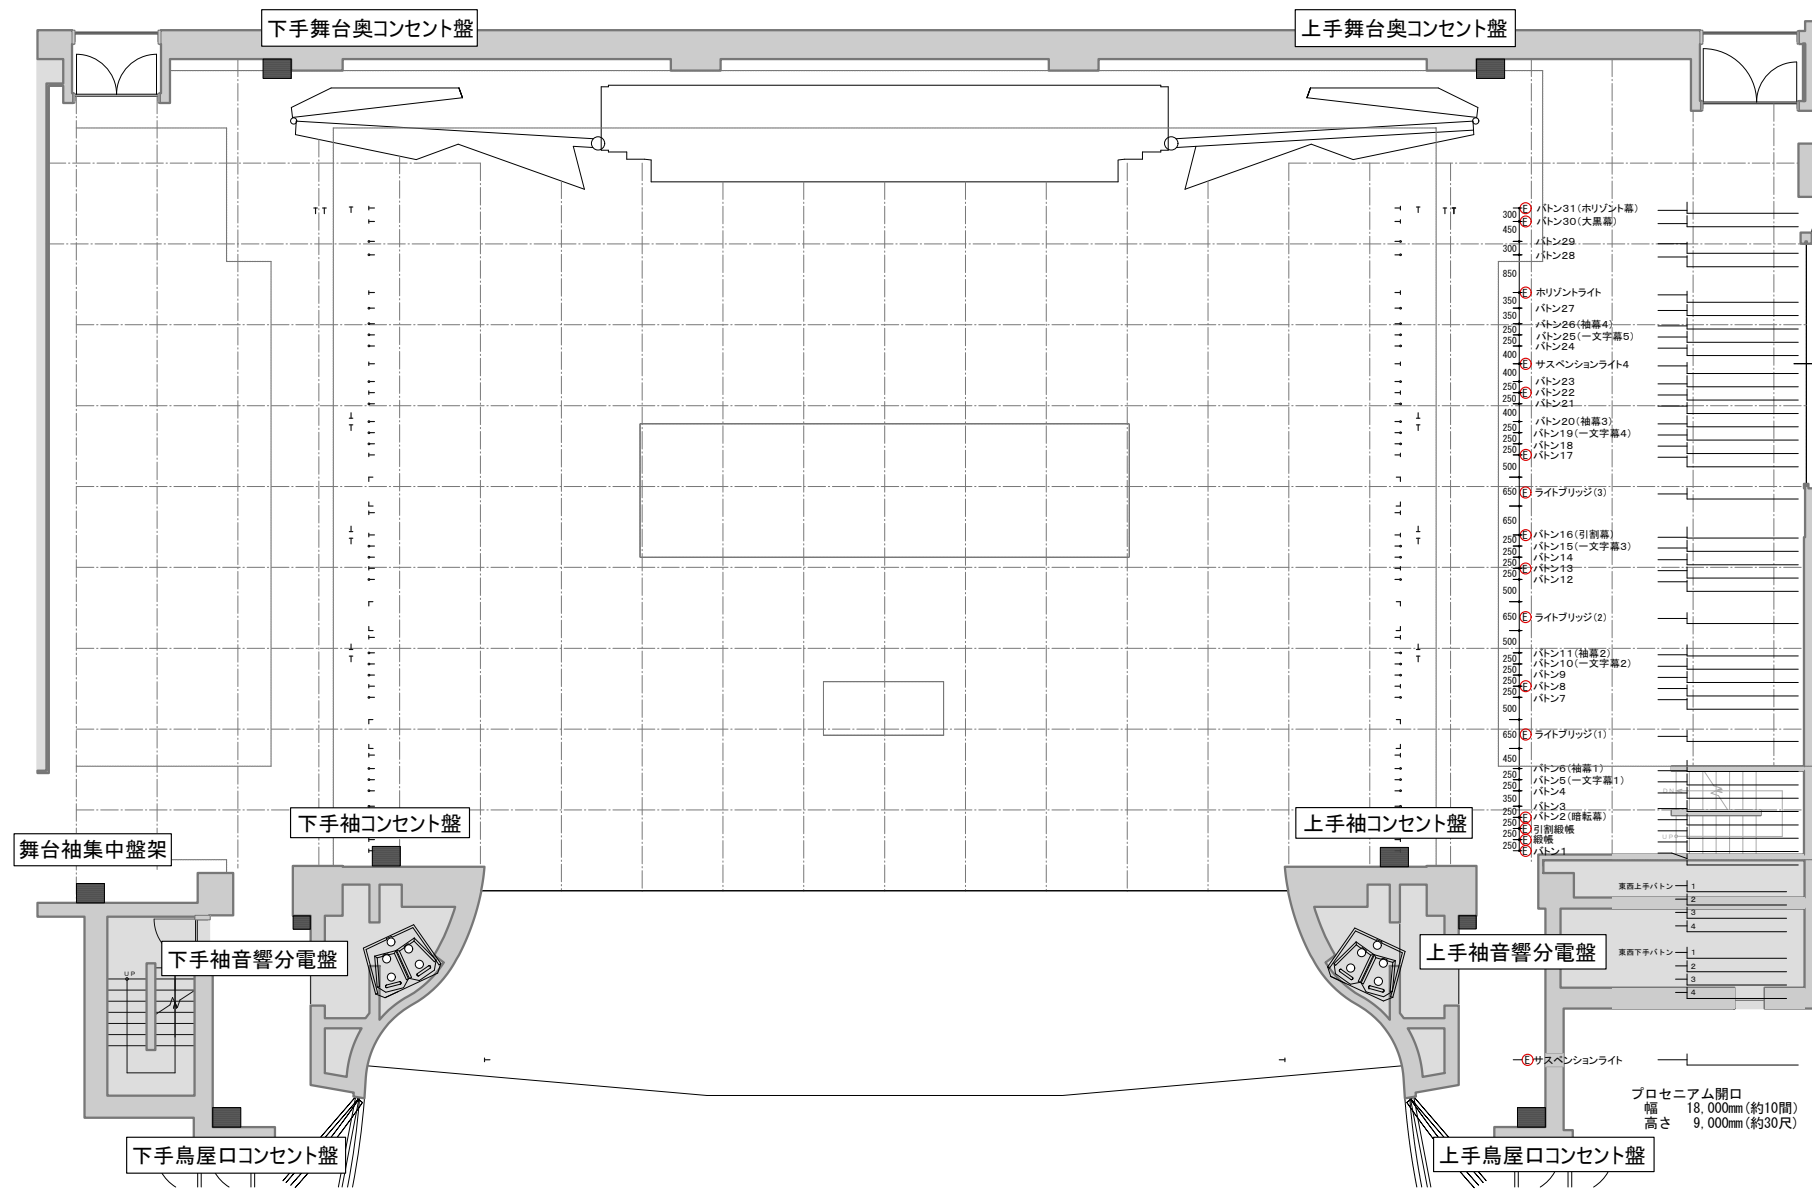 下手舞台奥コンセント盤
上手舞台奥コンセント盤
E バトン31(ホリゾント幕)
300
E バトン30(大黒幕)
450
バトン29
300
バトン28
850
E ホリゾントライト
350
バトン27
350
バトン26(袖幕4)
250
バトン25(一文字幕5)
250
バトン24
400
E サスペンションライト4
400
バトン23
250
E バトン22
250
バトン21
400
バトン20(袖幕3)
250
バトン19(一文字幕4)
250
バトン18
250
E バトン17
500
650
E ライトブリッジ(3)
650
E バトン16(引割幕)
250
バトン15(一文字幕3)
250
バトン14
250
E バトン13
250
バトン12
500
650
E ライトブリッジ(2)
500
バトン11(袖幕2)
250
バトン10(一文字幕2)
250
バトン9
250
E バトン8
250
バトン7
500
650
E ライトブリッジ(1)
450
バトン6(袖幕1)
250
バトン5(一文字幕1)
250
バトン4
350
バトン3
250
E バトン2(暗転幕)
250
E 引割緞帳
250
E 緞帳
250
E バトン1
DN
UP
下手袖コンセント盤
上手袖コンセント盤
舞台袖集中盤架
東西上手バトン 1
2
3
4
下手袖音響分電盤
上手袖音響分電盤
東西下手バトン 1
2
3
4
UP
E サスペンションライト
プロセニアム開口
幅 18,000mm(約10間)
高さ 9,000mm(約30尺)
下手鳥屋口コンセント盤
上手鳥屋口コンセント盤